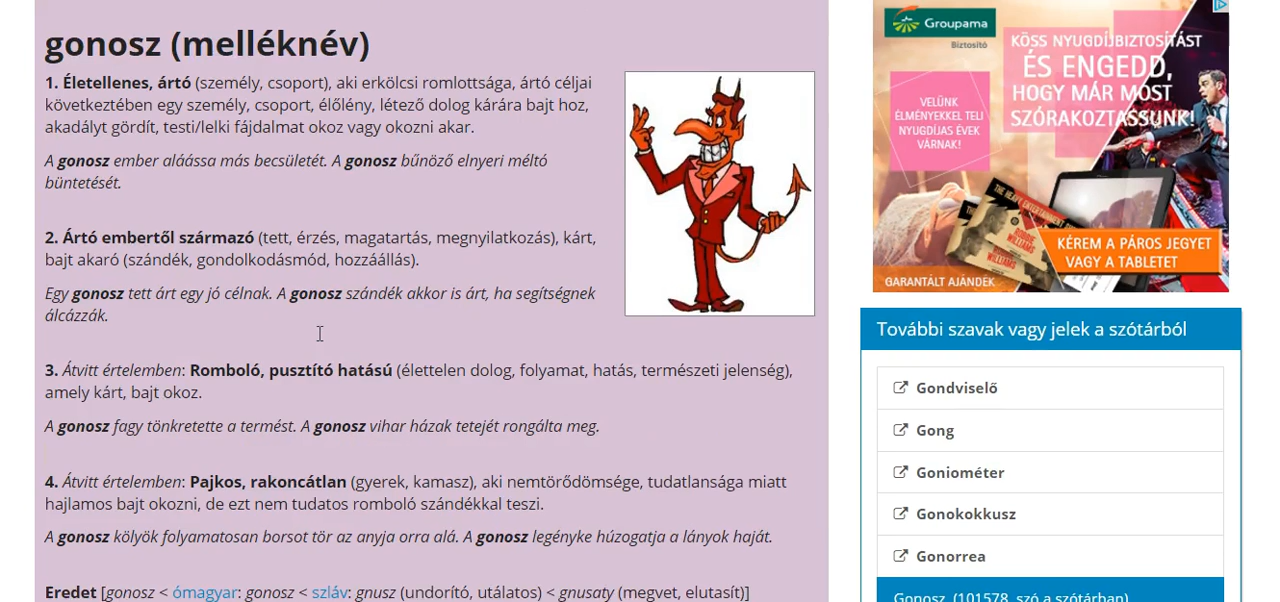 gonosz (melléknév)
1. Életellenes, ártó (személy, csoport), aki erkölcsi romlottsága, ártó céljai
következtében egy személy, csoport, élőlény, létező dolog kárára bajt hoz,
akadályt gördít, testi/lelki fájdalmat okoz vagy okozni akar.
A gonosz ember aláássa más becsületét. A gonosz bűnöző elnyeri méltó
büntetését.
2. Ártó embertől származó (tett, érzés, magatartás, megnyilatkozás), kárt,
bajt akaró (szándék, gondolkodásmód, hozzáállás).
Egy gonosz tett árt egy jó célnak. A gonosz szándék akkor is árt, ha segítségnek
álcázzák.
3. Átvitt értelemben: Romboló, pusztító hatású (élettelen dolog, folyamat, hatás, természeti jelenség),
amely kárt, bajt okoz.
A gonosz fagy tönkretette a termést. A gonosz vihar házak tetejét rongálta meg.
4. Átvitt értelemben: Pajkos, rakoncátlan (gyerek, kamasz), aki nemtörődömsége, tudatlansága miatt
hajlamos bajt okozni, de ezt nem tudatos romboló szándékkal teszi.
A gonosz kölyök folyamatosan borsot tör az anyja orra alá. A gonosz legényke húzogatja a lányok haját.
Eredet [gonosz < ómagyar: gonosz < szláv: gnusz (undorító, utálatos) < gnusaty (megvet, elutasít)]
Groupama
Biztosító
KÖSS NYUGDÍJBIZTOSÍTÁST
ÉS ENGEDD,
HOGY MÁR MOST
SZÓRAKOZTASSUNK!
VELÜNK
ÉLMÉNYEKKEL TELI
NYUGDÍJAS ÉVEK
VÁRNAK!
THE HEAVY ENTERTAINMENT
ROBBIE
WILLIAMS
KÉREM A PÁROS JEGYET
VAGY A TABLETET
GARANTÁLT AJÁNDÉK
További szavak vagy jelek a szótárból
Gondviselő
Gong
Goniométer
Gonokokkusz
Gonorrea
Gonosz (101578. szó a szótárban)